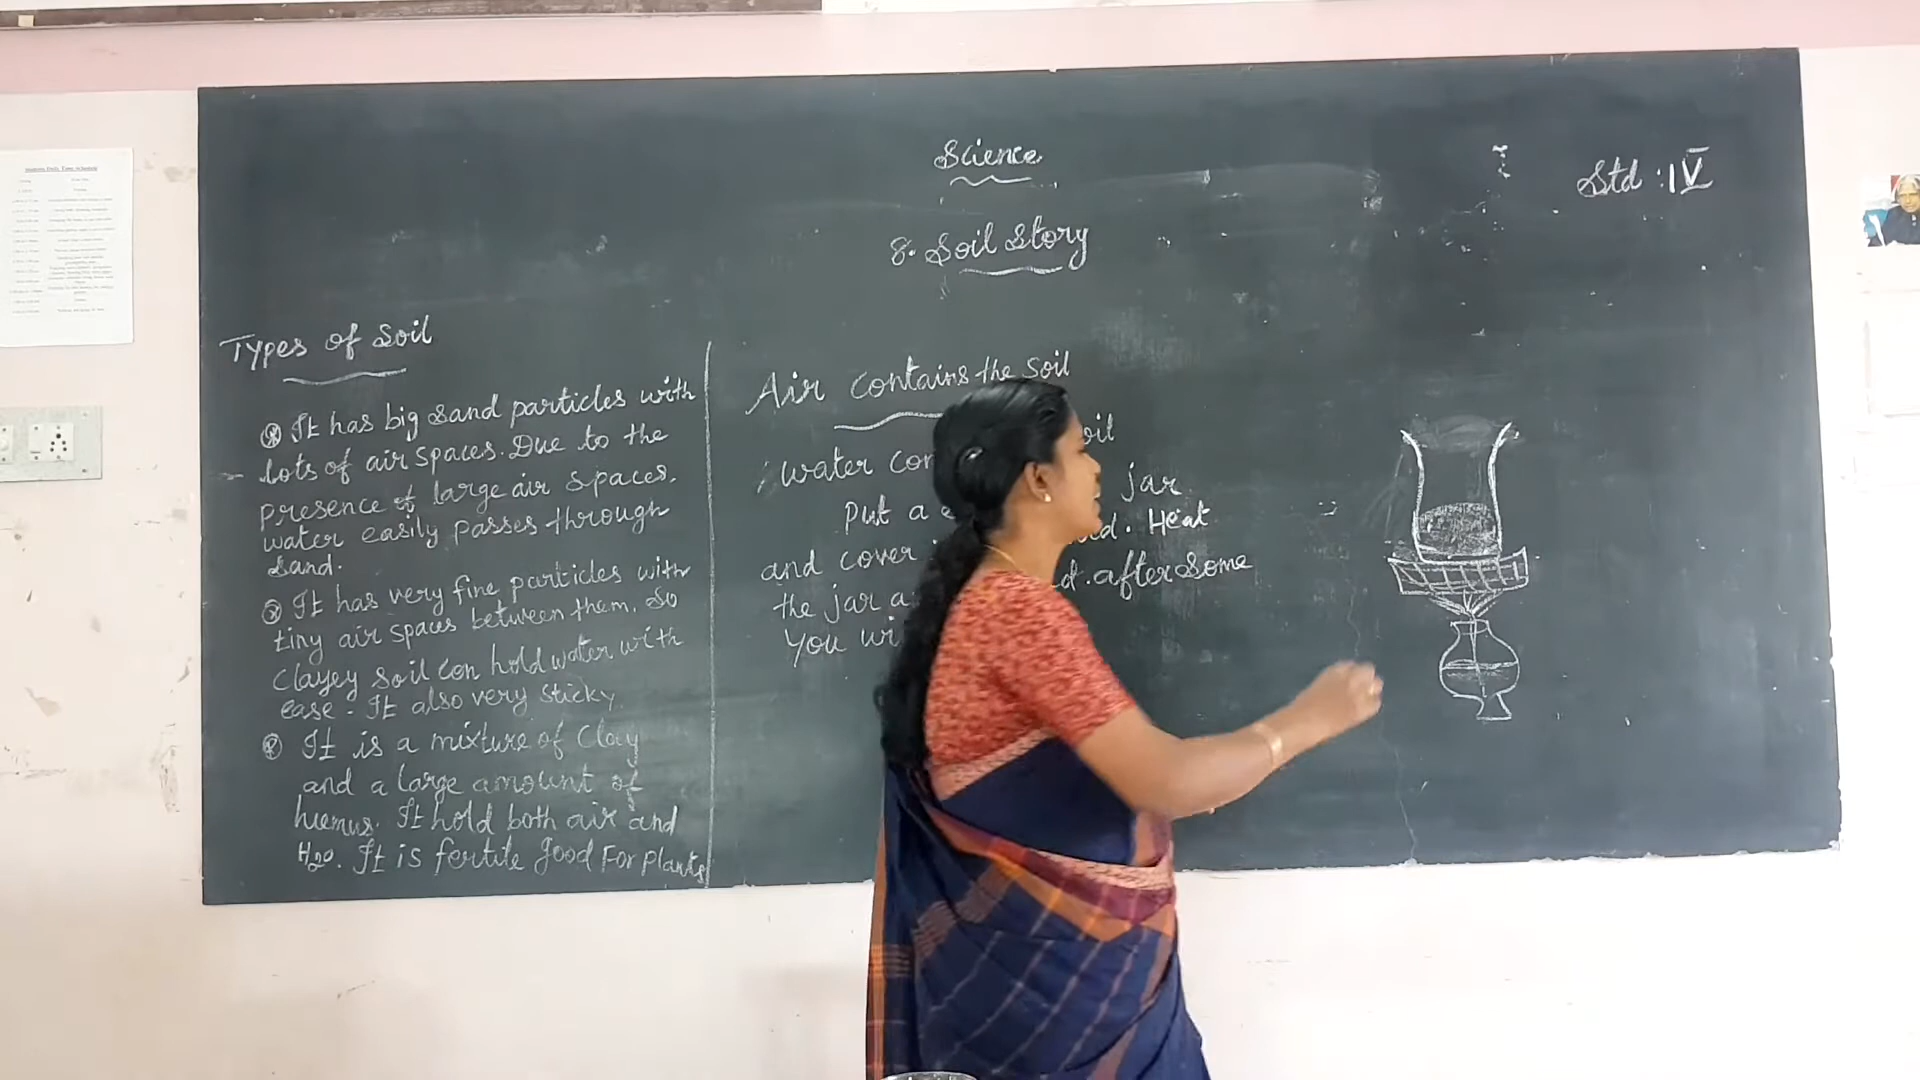 Science
8. Soil Story
Std : IV
Types of Soil
It has big sand particles with
lots of air spaces. Due to the
presence of large air spaces.
water easily passes through
sand.
It has very fine particles with
tiny air spaces between them. So
clayey soil can hold water with
ease. It also very sticky
It is a mixture of Clay
and a large amount of
humus. It hold both air and
H2O. It is fertile good For plants
Air contains the Soil
water con oil
Put a jar
and cover Heat
the jar after some
You wi